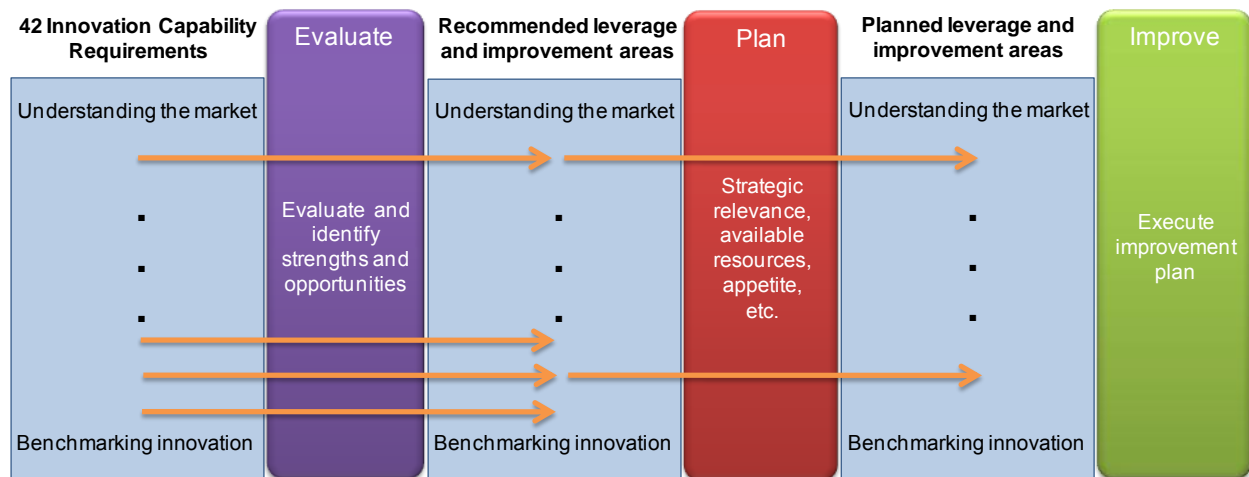 42 Innovation Capability
Requirements
Understanding the market
Benchmarking innovation
Evaluate
Evaluate and
identify
strengths and
opportunities
Recommended leverage
and improvement areas
Understanding the market
Benchmarking innovation
Plan
Strategic
relevance,
available
resources,
appetite,
etc.
Planned leverage and
improvement areas
Understanding the market
Benchmarking innovation
Improve
Execute
improvement
plan